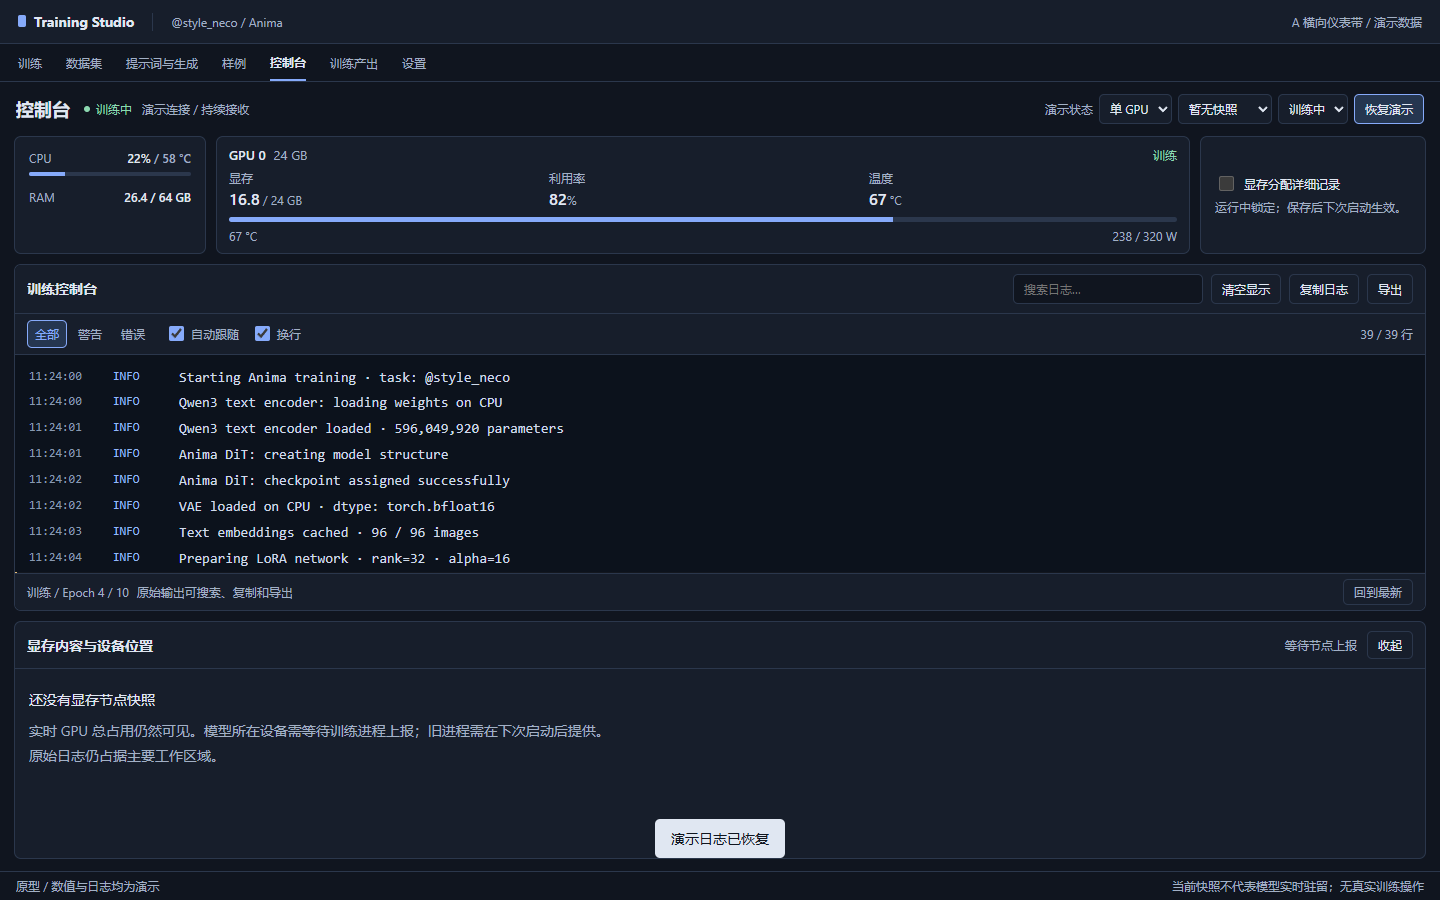 Training Studio
@style_neco / Anima
A 横向仪表带 / 演示数据
训练 数据集 提示词与生成 样例 控制台 训练产出 设置
控制台 训练中 演示连接 / 持续接收
演示状态 单 GPU 暂无快照 训练中 恢复演示
CPU 22% / 58 °C
RAM 26.4 / 64 GB
GPU 0 24 GB 训练
显存 利用率 温度
16.8 / 24 GB 82% 67 °C
67 °C 238 / 320 W
显存分配详细记录
运行中锁定；保存后下次启动生效。
训练控制台 搜索日志... 清空显示 复制日志 导出
全部 警告 错误 自动跟随 换行 39 / 39 行
11:24:00 INFO Starting Anima training · task: @style_neco
11:24:00 INFO Qwen3 text encoder: loading weights on CPU
11:24:01 INFO Qwen3 text encoder loaded · 596,049,920 parameters
11:24:01 INFO Anima DiT: creating model structure
11:24:02 INFO Anima DiT: checkpoint assigned successfully
11:24:02 INFO VAE loaded on CPU · dtype: torch.bfloat16
11:24:03 INFO Text embeddings cached · 96 / 96 images
11:24:04 INFO Preparing LoRA network · rank=32 · alpha=16
训练 / Epoch 4 / 10 原始输出可搜索、复制和导出 回到最新
显存内容与设备位置 等待节点上报 收起
还没有显存节点快照
实时 GPU 总占用仍然可见。模型所在设备需等待训练进程上报；旧进程需在下次启动后提供。
原始日志仍占据主要工作区域。
演示日志已恢复
原型 / 数值与日志均为演示 当前快照不代表模型实时驻留；无真实训练操作